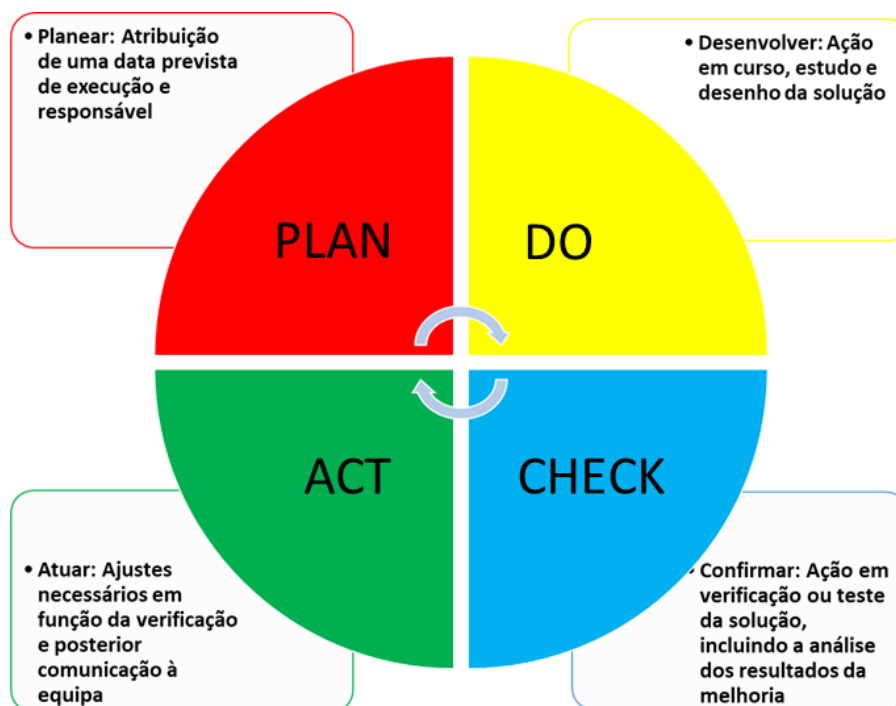 • Planear: Atribuição
de uma data prevista
de execução e
responsável
• Desenvolver: Ação
em curso, estudo e
desenho da solução
PLAN
DO
ACT
CHECK
• Atuar: Ajustes
necessários em
função da verificação
e posterior
comunicação à
equipa
• Confirmar: Ação em
verificação ou teste
da solução,
incluindo a análise
dos resultados da
melhoria